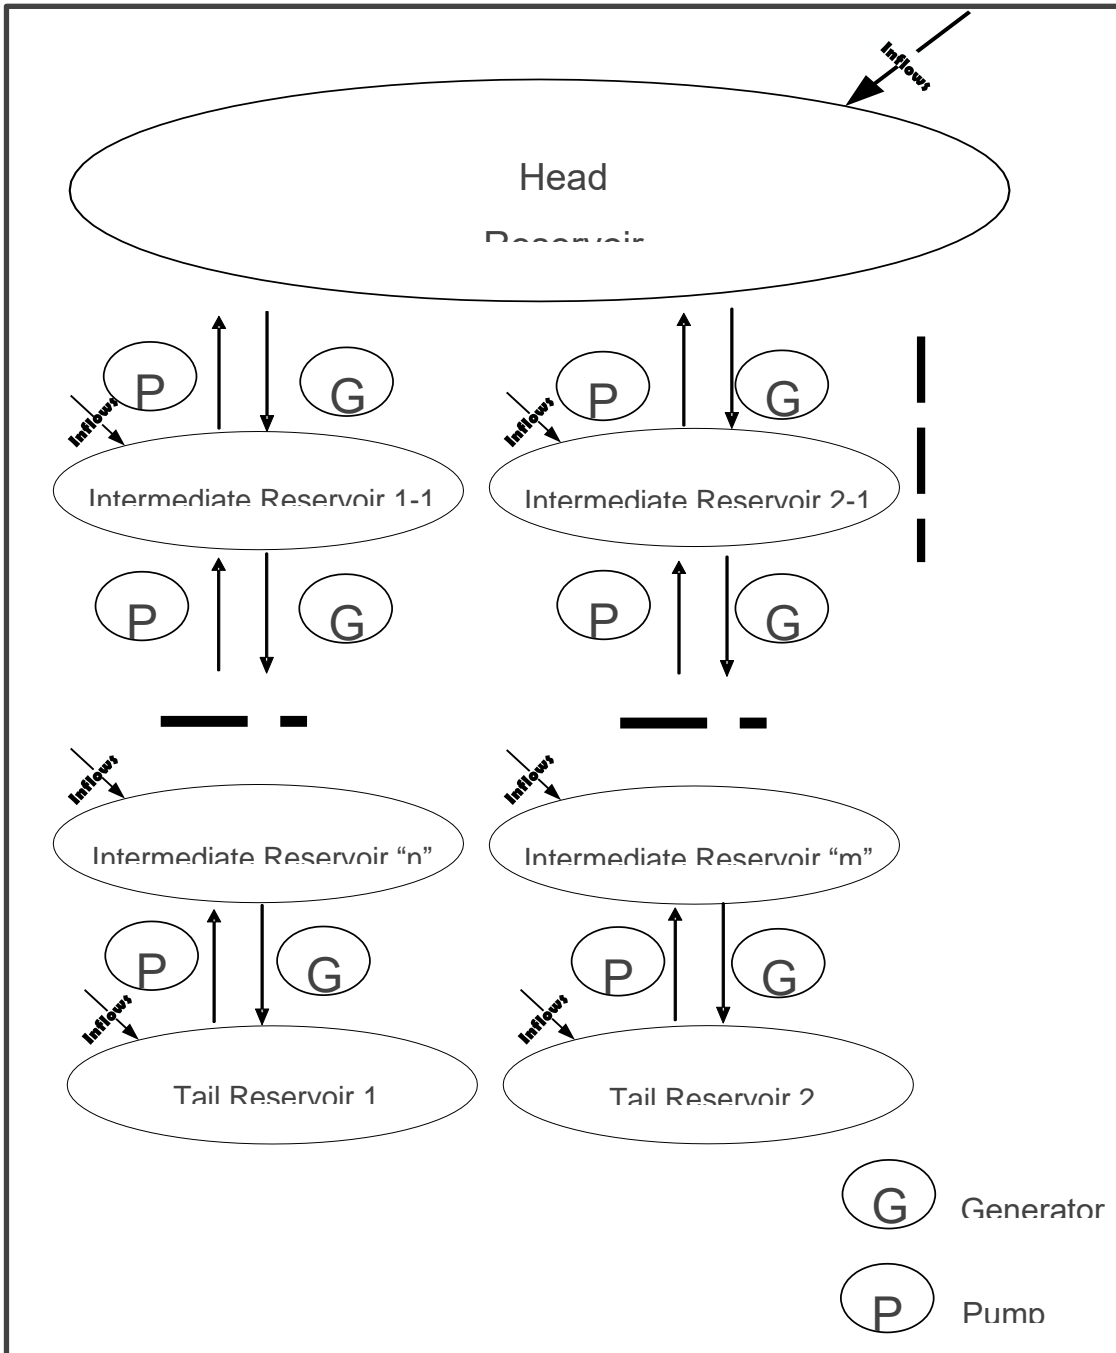 Inflows
Head
Reservoir
P
G
P
G
Inflows
Inflows
Intermediate Reservoir 1-1
Intermediate Reservoir 2-1
P
G
P
G
Inflows
Inflows
Intermediate Reservoir “n”
Intermediate Reservoir “m”
P
G
P
G
Inflows
Inflows
Tail Reservoir 1
Tail Reservoir 2
G
Generator
P
Pump